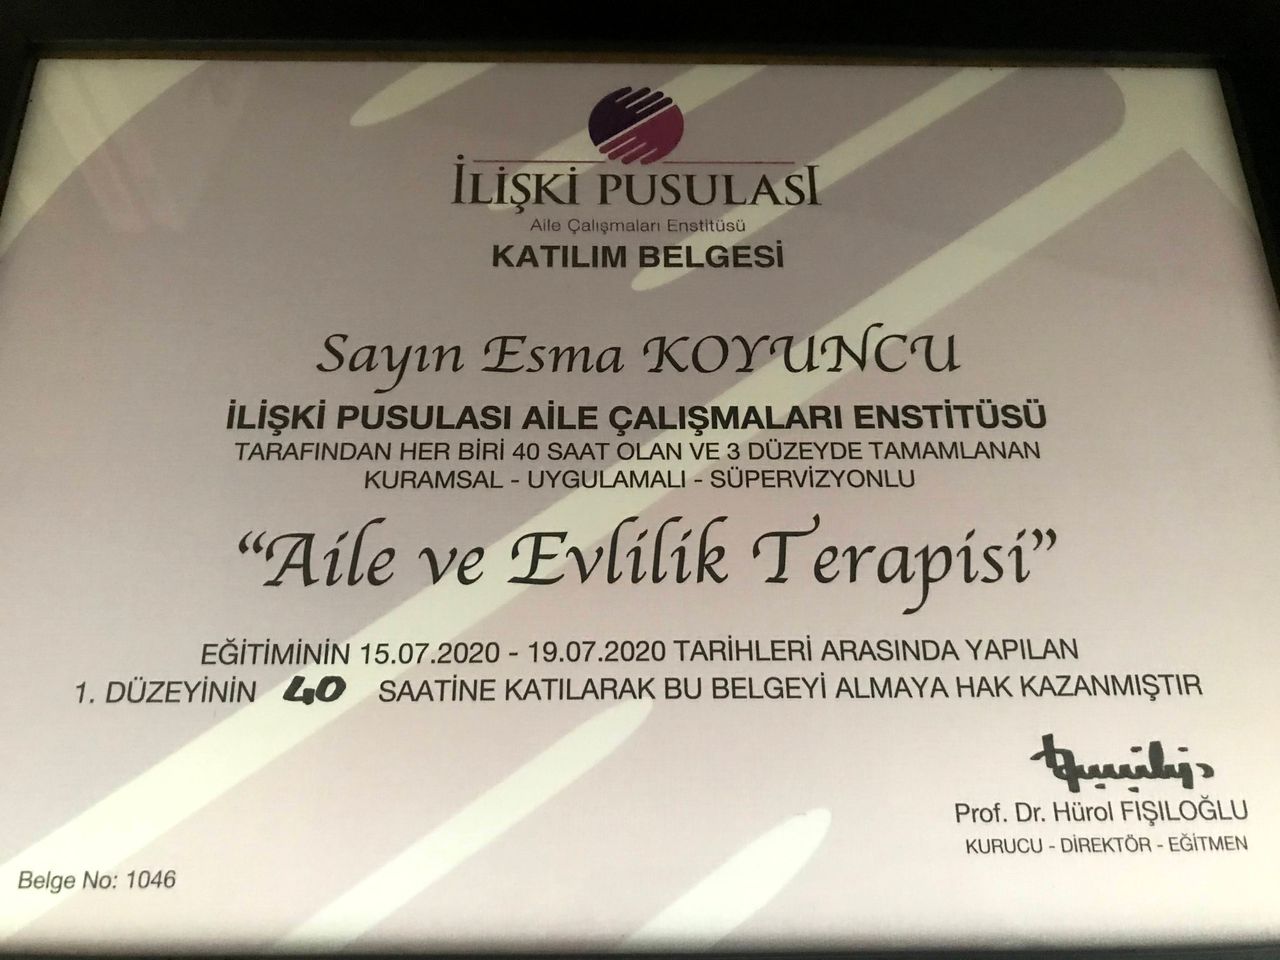 İLİŞKİ PUSULASI
Aile Çalışmaları Enstitüsü
KATILIM BELGESİ
Sayın Esma KOYUNCU
İLİŞKİ PUSULASI AİLE ÇALIŞMALARI ENSTİTÜSÜ
TARAFINDAN HER BİRİ 40 SAAT OLAN VE 3 DÜZEYDE TAMAMLANAN
KURAMSAL - UYGULAMALI - SÜPERVİZYONLU
“Aile ve Evlilik Terapisi”
EĞİTİMİNİN 15.07.2020 - 19.07.2020 TARİHLERİ ARASINDA YAPILAN
1. DÜZEYİNİN 40 SAATİNE KATILARAK BU BELGEYİ ALMAYA HAK KAZANMIŞTIR
Prof. Dr. Hürol FIŞILOĞLU
KURUCU - DİREKTÖR - EĞİTMEN
Belge No: 1046